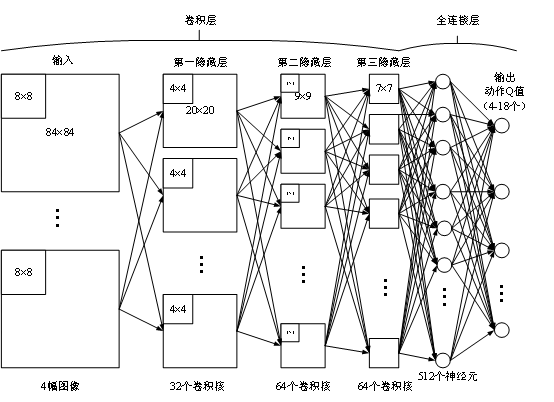 卷积层
全连接层
输入
第一隐藏层
第二隐藏层
第三隐藏层
输出
动作Q值
(4-18个)
8×8
84×84
4×4
20×20
9×9
7×7
4×4
8×8
4×4
4幅图像
32个卷积核
64个卷积核
64个卷积核
512个神经元